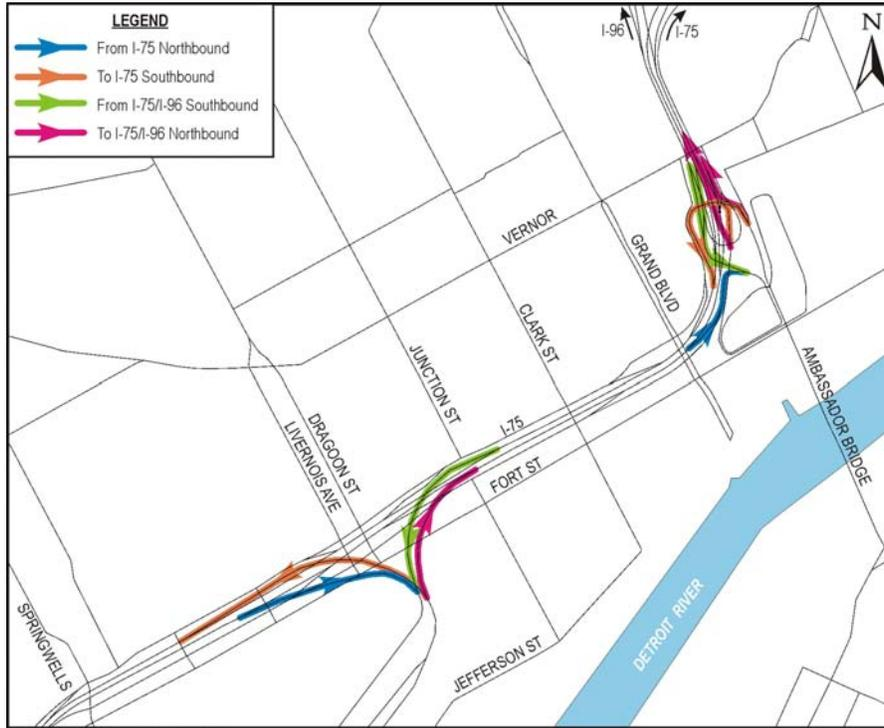 LEGEND
From I-75 Northbound
To I-75 Southbound
From I-75/I-96 Southbound
To I-75/I-96 Northbound
I-96
I-75
N
VERNOR
GRAND BLVD
CLARK ST
JUNCTION ST
DRAGOON ST
LIVERNOIS AVE
I-75
FORT ST
AMBASSADOR BRIDGE
SPRINGWELLS
JEFFERSON ST
DETROIT RIVER